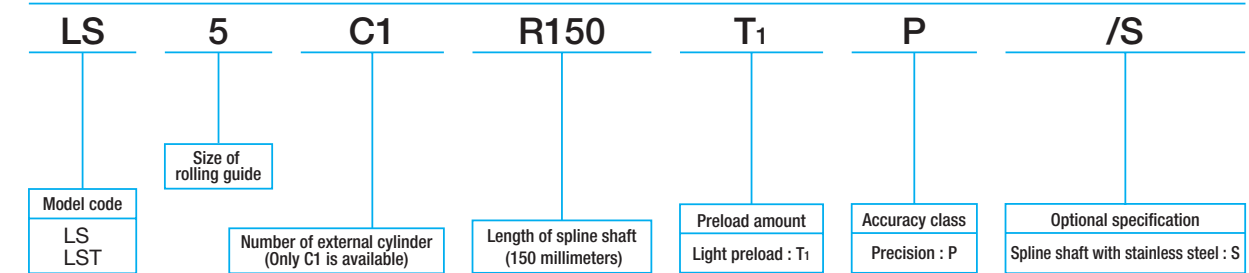 LS 5 C1 R150 T1 P /S
Size of
rolling guide
Model code
LS
LST
Number of external cylinder
(Only C1 is available)
Length of spline shaft
(150 millimeters)
Preload amount
Light preload : T1
Accuracy class
Precision : P
Optional specification
Spline shaft with stainless steel : S